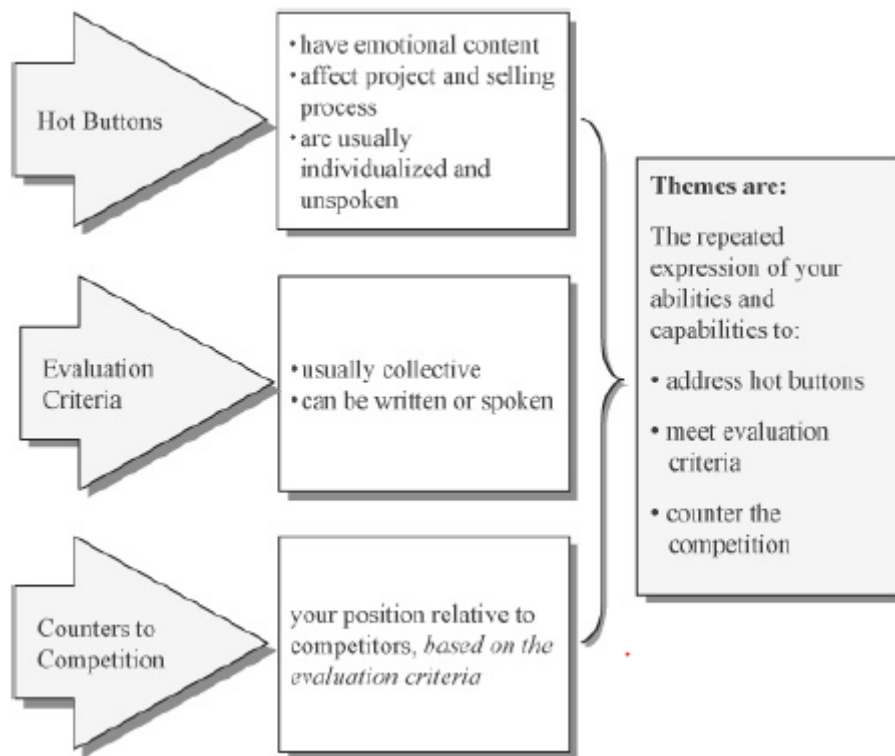 Hot Buttons
• have emotional content
• affect project and selling
process
• are usually
individualized and
unspoken
Evaluation
Criteria
• usually collective
• can be written or spoken
Counters to
Competition
your position relative to
competitors, based on the
evaluation criteria
Themes are:
The repeated
expression of your
abilities and
capabilities to:
• address hot buttons
• meet evaluation
criteria
• counter the
competition